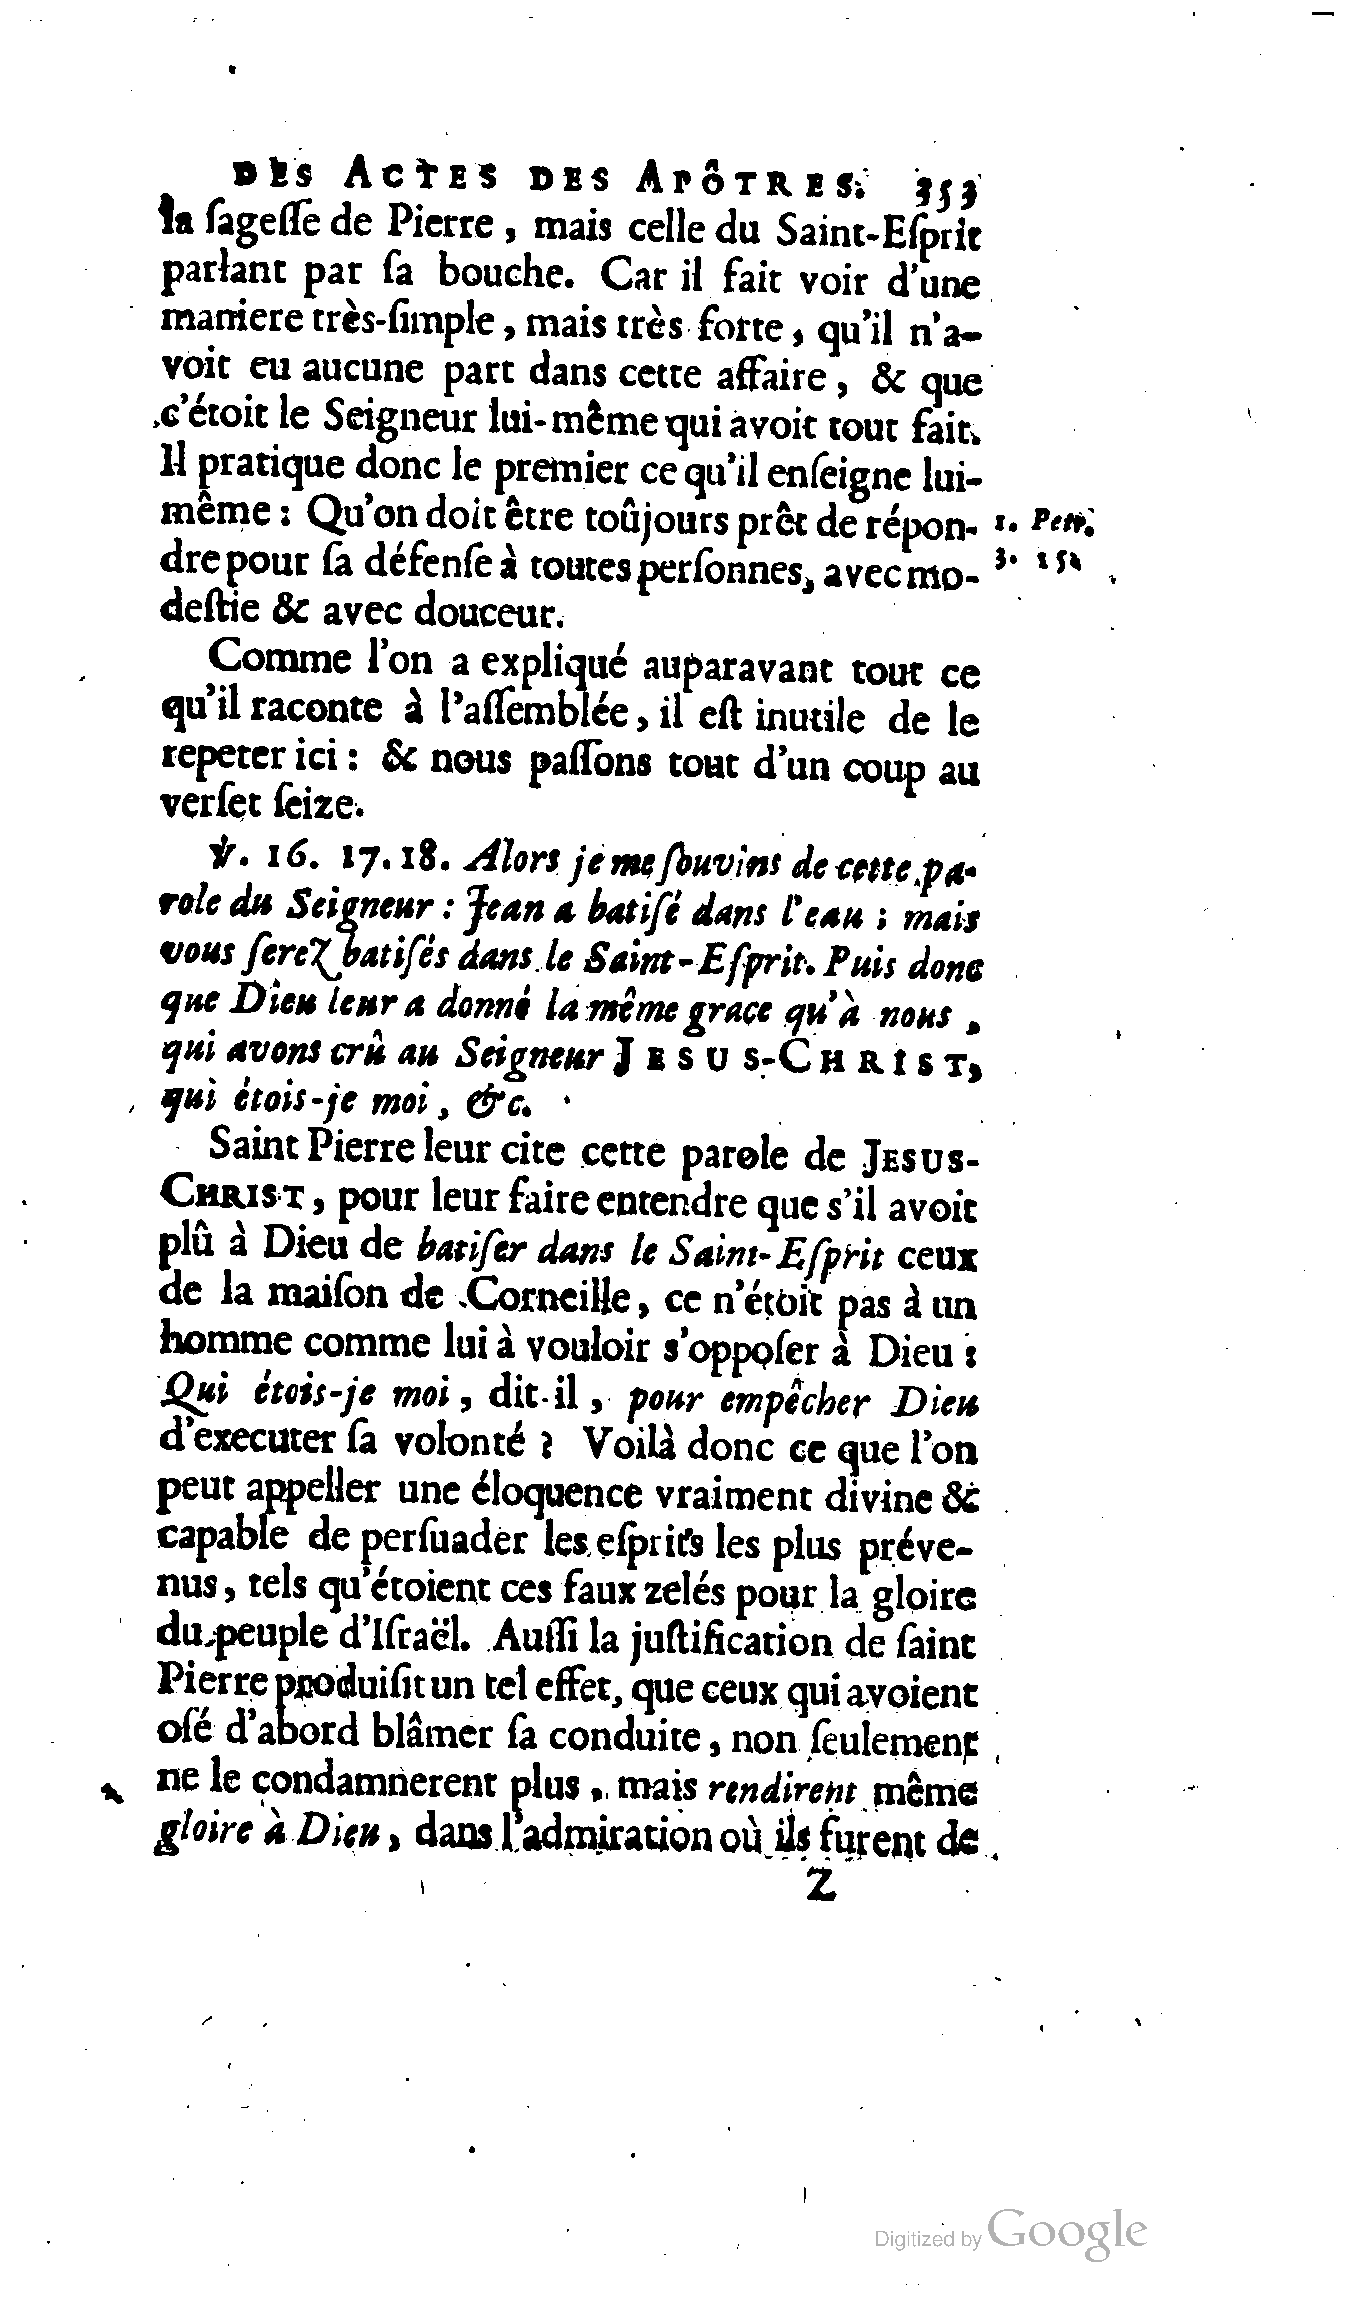 DES ACTES DES APÔTRES. 353
la ſageſſe de Pierre, mais celle du Saint-Eſprit
parlant par ſa bouche. Car il fait voir d'une
maniere très-ſimple, mais très forte, qu'il n'a-
voit eu aucune part dans cette affaire, & que
c'étoit le Seigneur lui-même qui avoit tout fait.
Il pratique donc le premier ce qu'il enſeigne lui-
même : Qu'on doit être toûjours prêt de répon- 1. Petr.
dre pour ſa défenſe à toutes perſonnes, avec mo- 3. 15.
deſtie & avec douceur.
Comme l'on a expliqué auparavant tout ce
qu'il raconte à l'aſſemblée, il eſt inutile de le
repeter ici : & nous paſſons tout d'un coup au
verſet ſeize.
℣. 16. 17. 18. Alors je me ſouvins de cette pa-
role du Seigneur : Jean a batiſé dans l'eau ; mais
vous ſerez batiſés dans le Saint-Eſprit. Puis donc
que Dieu leur a donné la même grace qu'à nous,
qui avons crû au Seigneur JESUS-CHRIST,
qui étois-je moi, &c.
Saint Pierre leur cite cette parole de JESUS-
CHRIST, pour leur faire entendre que s'il avoit
plû à Dieu de batiſer dans le Saint-Eſprit ceux
de la maiſon de Corneille, ce n'étoit pas à un
homme comme lui à vouloir s'oppoſer à Dieu :
Qui étois-je moi, dit-il, pour empêcher Dieu
d'executer ſa volonté ? Voilà donc ce que l'on
peut appeller une éloquence vraiment divine &
capable de perſuader les eſprits les plus préve-
nus, tels qu'étoient ces faux zelés pour la gloire
du peuple d'Iſraël. Auſſi la juſtification de ſaint
Pierre produiſit un tel effet, que ceux qui avoient
oſé d'abord blâmer ſa conduite, non ſeulement
ne le condamnerent plus, mais rendirent même
gloire à Dieu, dans l'admiration où ils furent de
Z
Digitized by Google